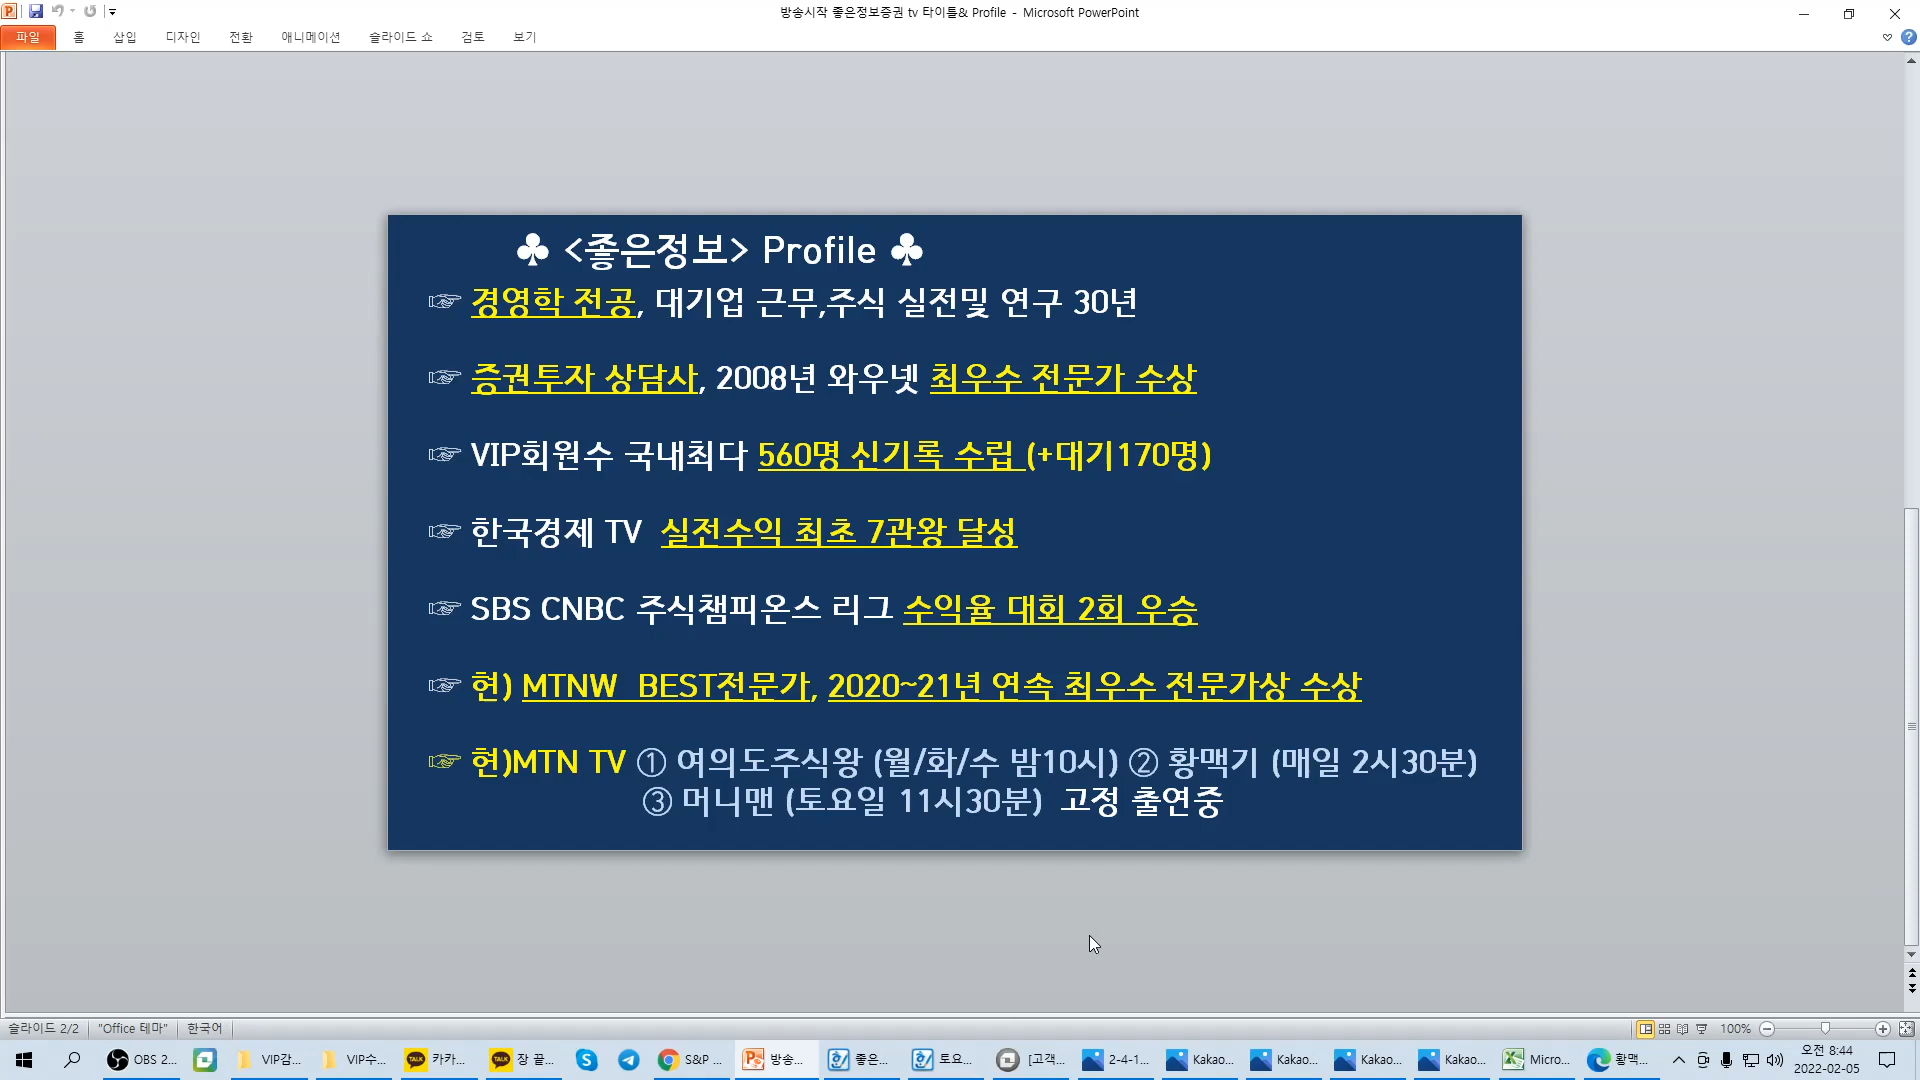 방송시작 좋은정보증권 tv 타이틀& Profile - Microsoft PowerPoint
파일 홈 삽입 디자인 전환 애니메이션 슬라이드 쇼 검토 보기
♣ <좋은정보> Profile ♣
☞ 경영학 전공, 대기업 근무,주식 실전및 연구 30년
☞ 증권투자 상담사, 2008년 와우넷 최우수 전문가 수상
☞ VIP회원수 국내최다 560명 신기록 수립 (+대기170명)
☞ 한국경제 TV 실전수익 최초 7관왕 달성
☞ SBS CNBC 주식챔피온스 리그 수익율 대회 2회 우승
☞ 현) MTNW BEST전문가, 2020~21년 연속 최우수 전문가상 수상
☞ 현)MTN TV ① 여의도주식왕 (월/화/수 밤10시) ② 황맥기 (매일 2시30분)
③ 머니맨 (토요일 11시30분) 고정 출연중
슬라이드 2/2 "Office 테마" 한국어 100%
OBS 2... VIP감... VIP수... 카카... 장 끝... S&P ... 방송... 좋은... 토요... [고객... 2-4-1... Kakao... Kakao... Kakao... Kakao... Micro... 황맥...
오전 8:44
2022-02-05